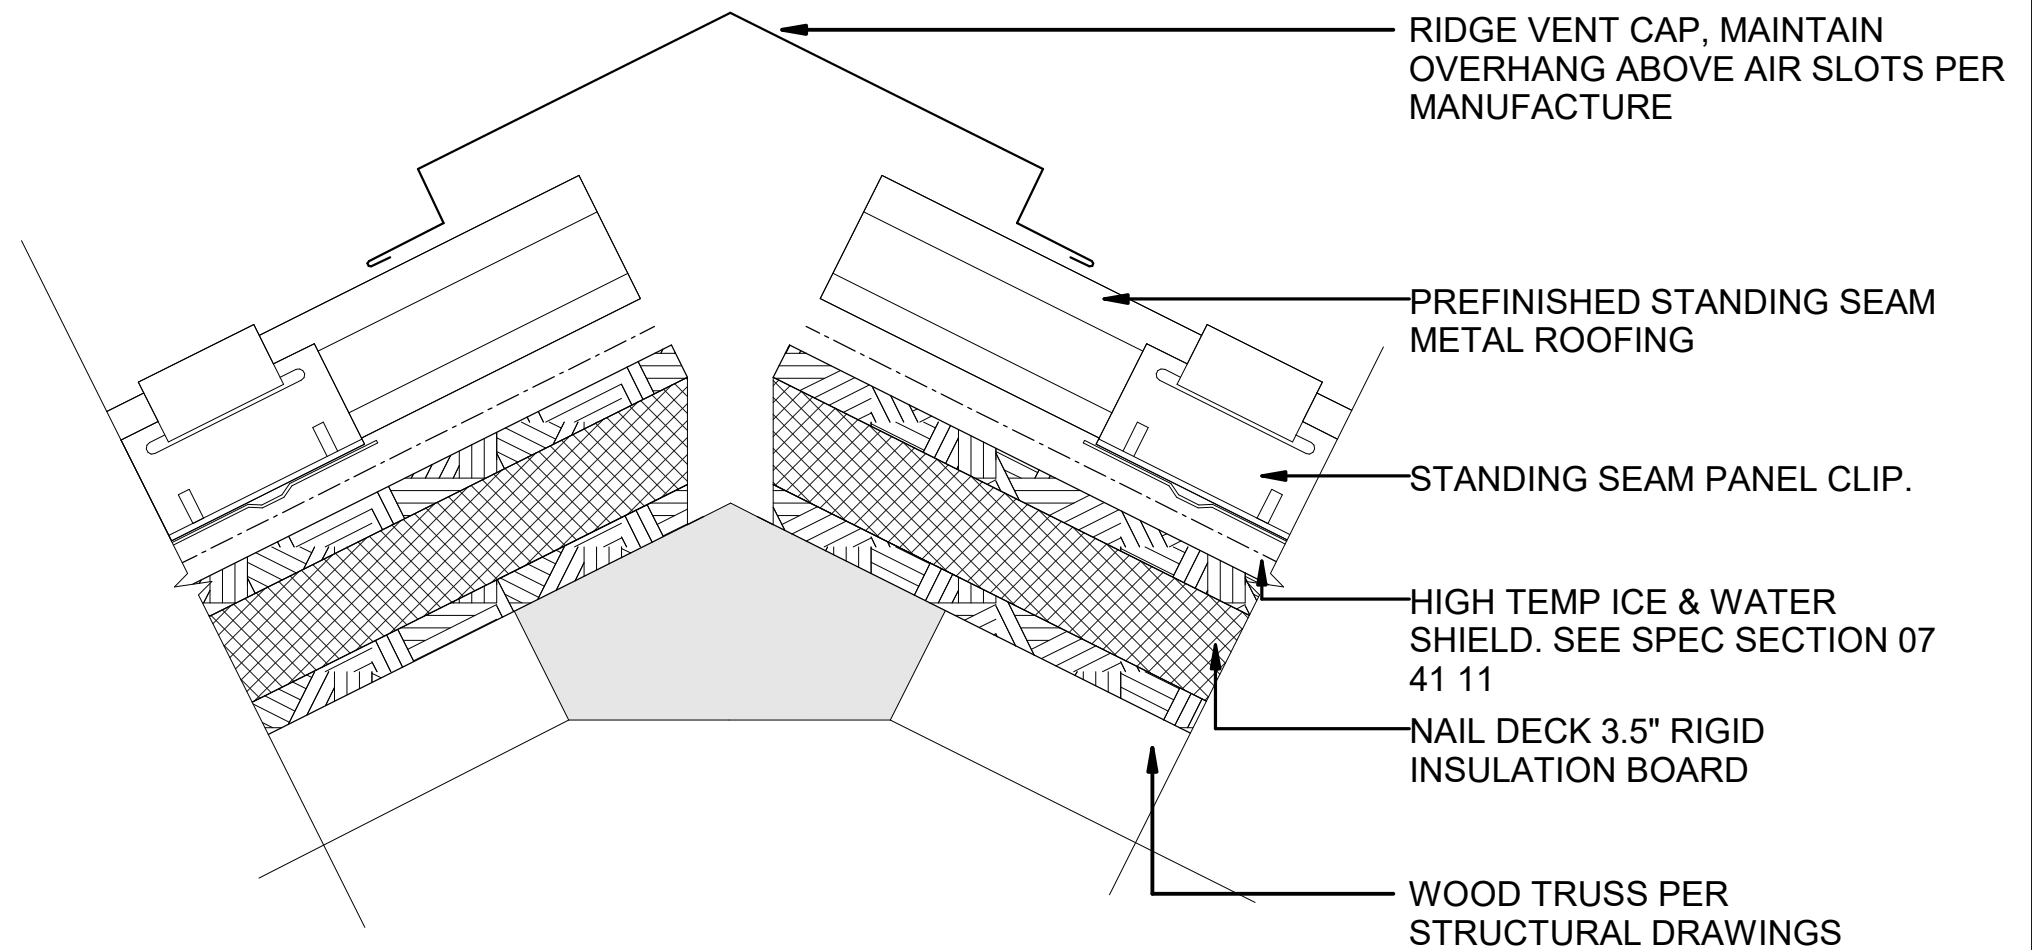 RIDGE VENT CAP, MAINTAIN
OVERHANG ABOVE AIR SLOTS PER
MANUFACTURE
PREFINISHED STANDING SEAM
METAL ROOFING
STANDING SEAM PANEL CLIP.
HIGH TEMP ICE & WATER
SHIELD. SEE SPEC SECTION 07
41 11
NAIL DECK 3.5" RIGID
INSULATION BOARD
WOOD TRUSS PER
STRUCTURAL DRAWINGS